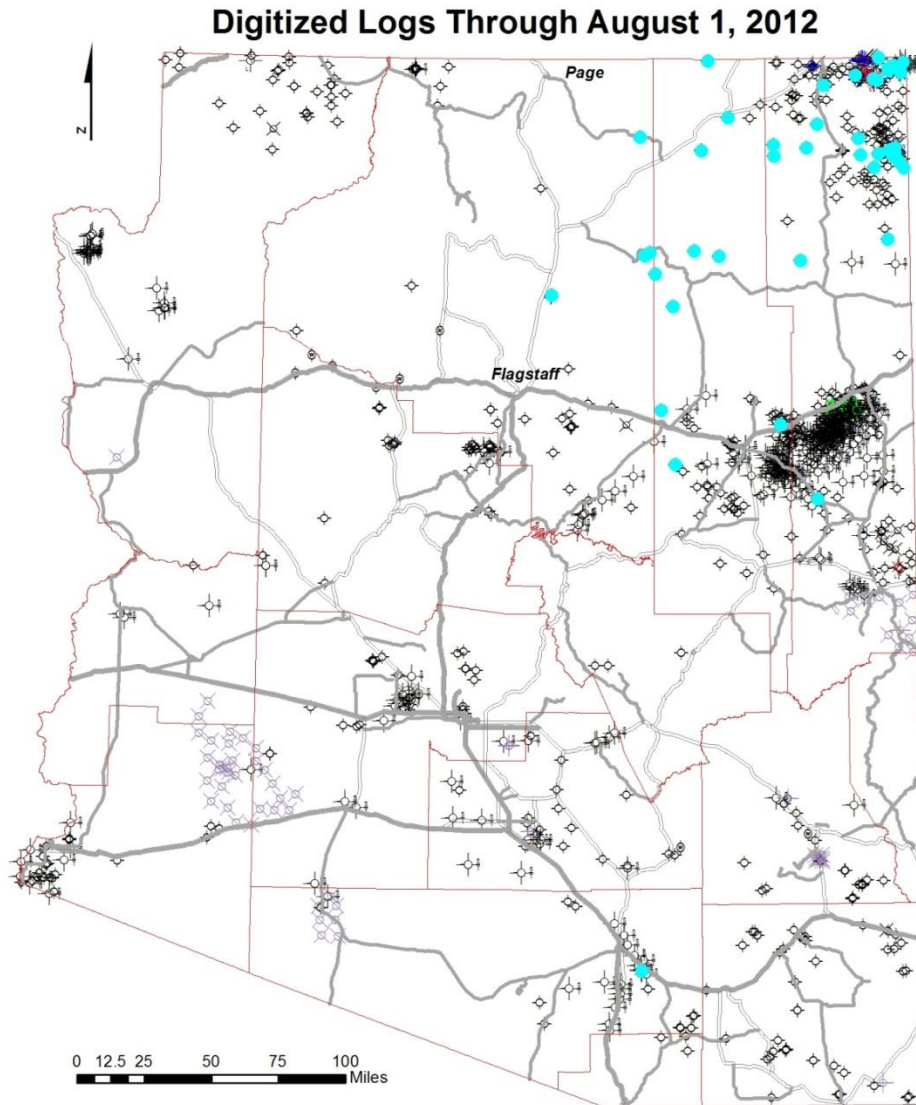 Digitized Logs Through August 1, 2012
Page
z
Flagstaff
0 12.5 25 50 75 100
Miles